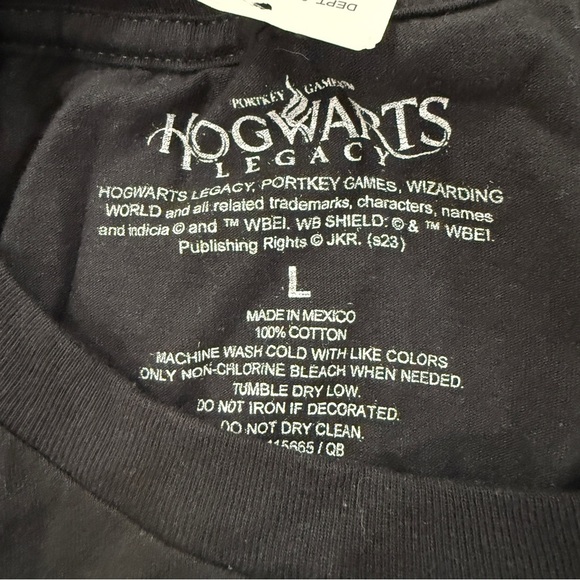 DEPT
PORTKEY GAMES™
HOGWARTS
LEGACY
HOGWARTS LEGACY, PORTKEY GAMES, WIZARDING
WORLD and all related trademarks, characters, names
and indicia © and ™ WBEI. WB SHIELD: © & ™ WBEI.
Publishing Rights © JKR. (s23)
L
MADE IN MEXICO
100% COTTON
MACHINE WASH COLD WITH LIKE COLORS
ONLY NON-CHLORINE BLEACH WHEN NEEDED.
TUMBLE DRY LOW.
DO NOT IRON IF DECORATED.
DO NOT DRY CLEAN.
115665 / QB